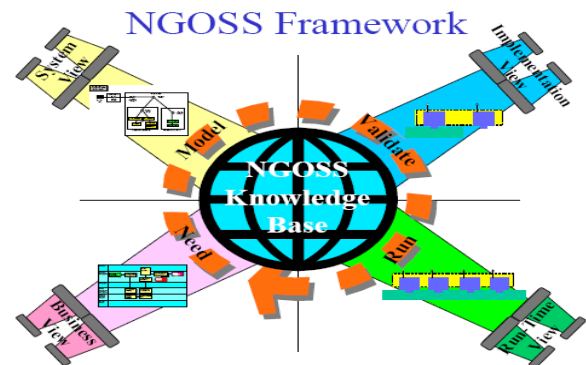 NGOSS Framework
System
View
Implementation
View
Model
Validate
NGOSS
Knowledge
Base
Need
Run
Business
View
Run-Time
View